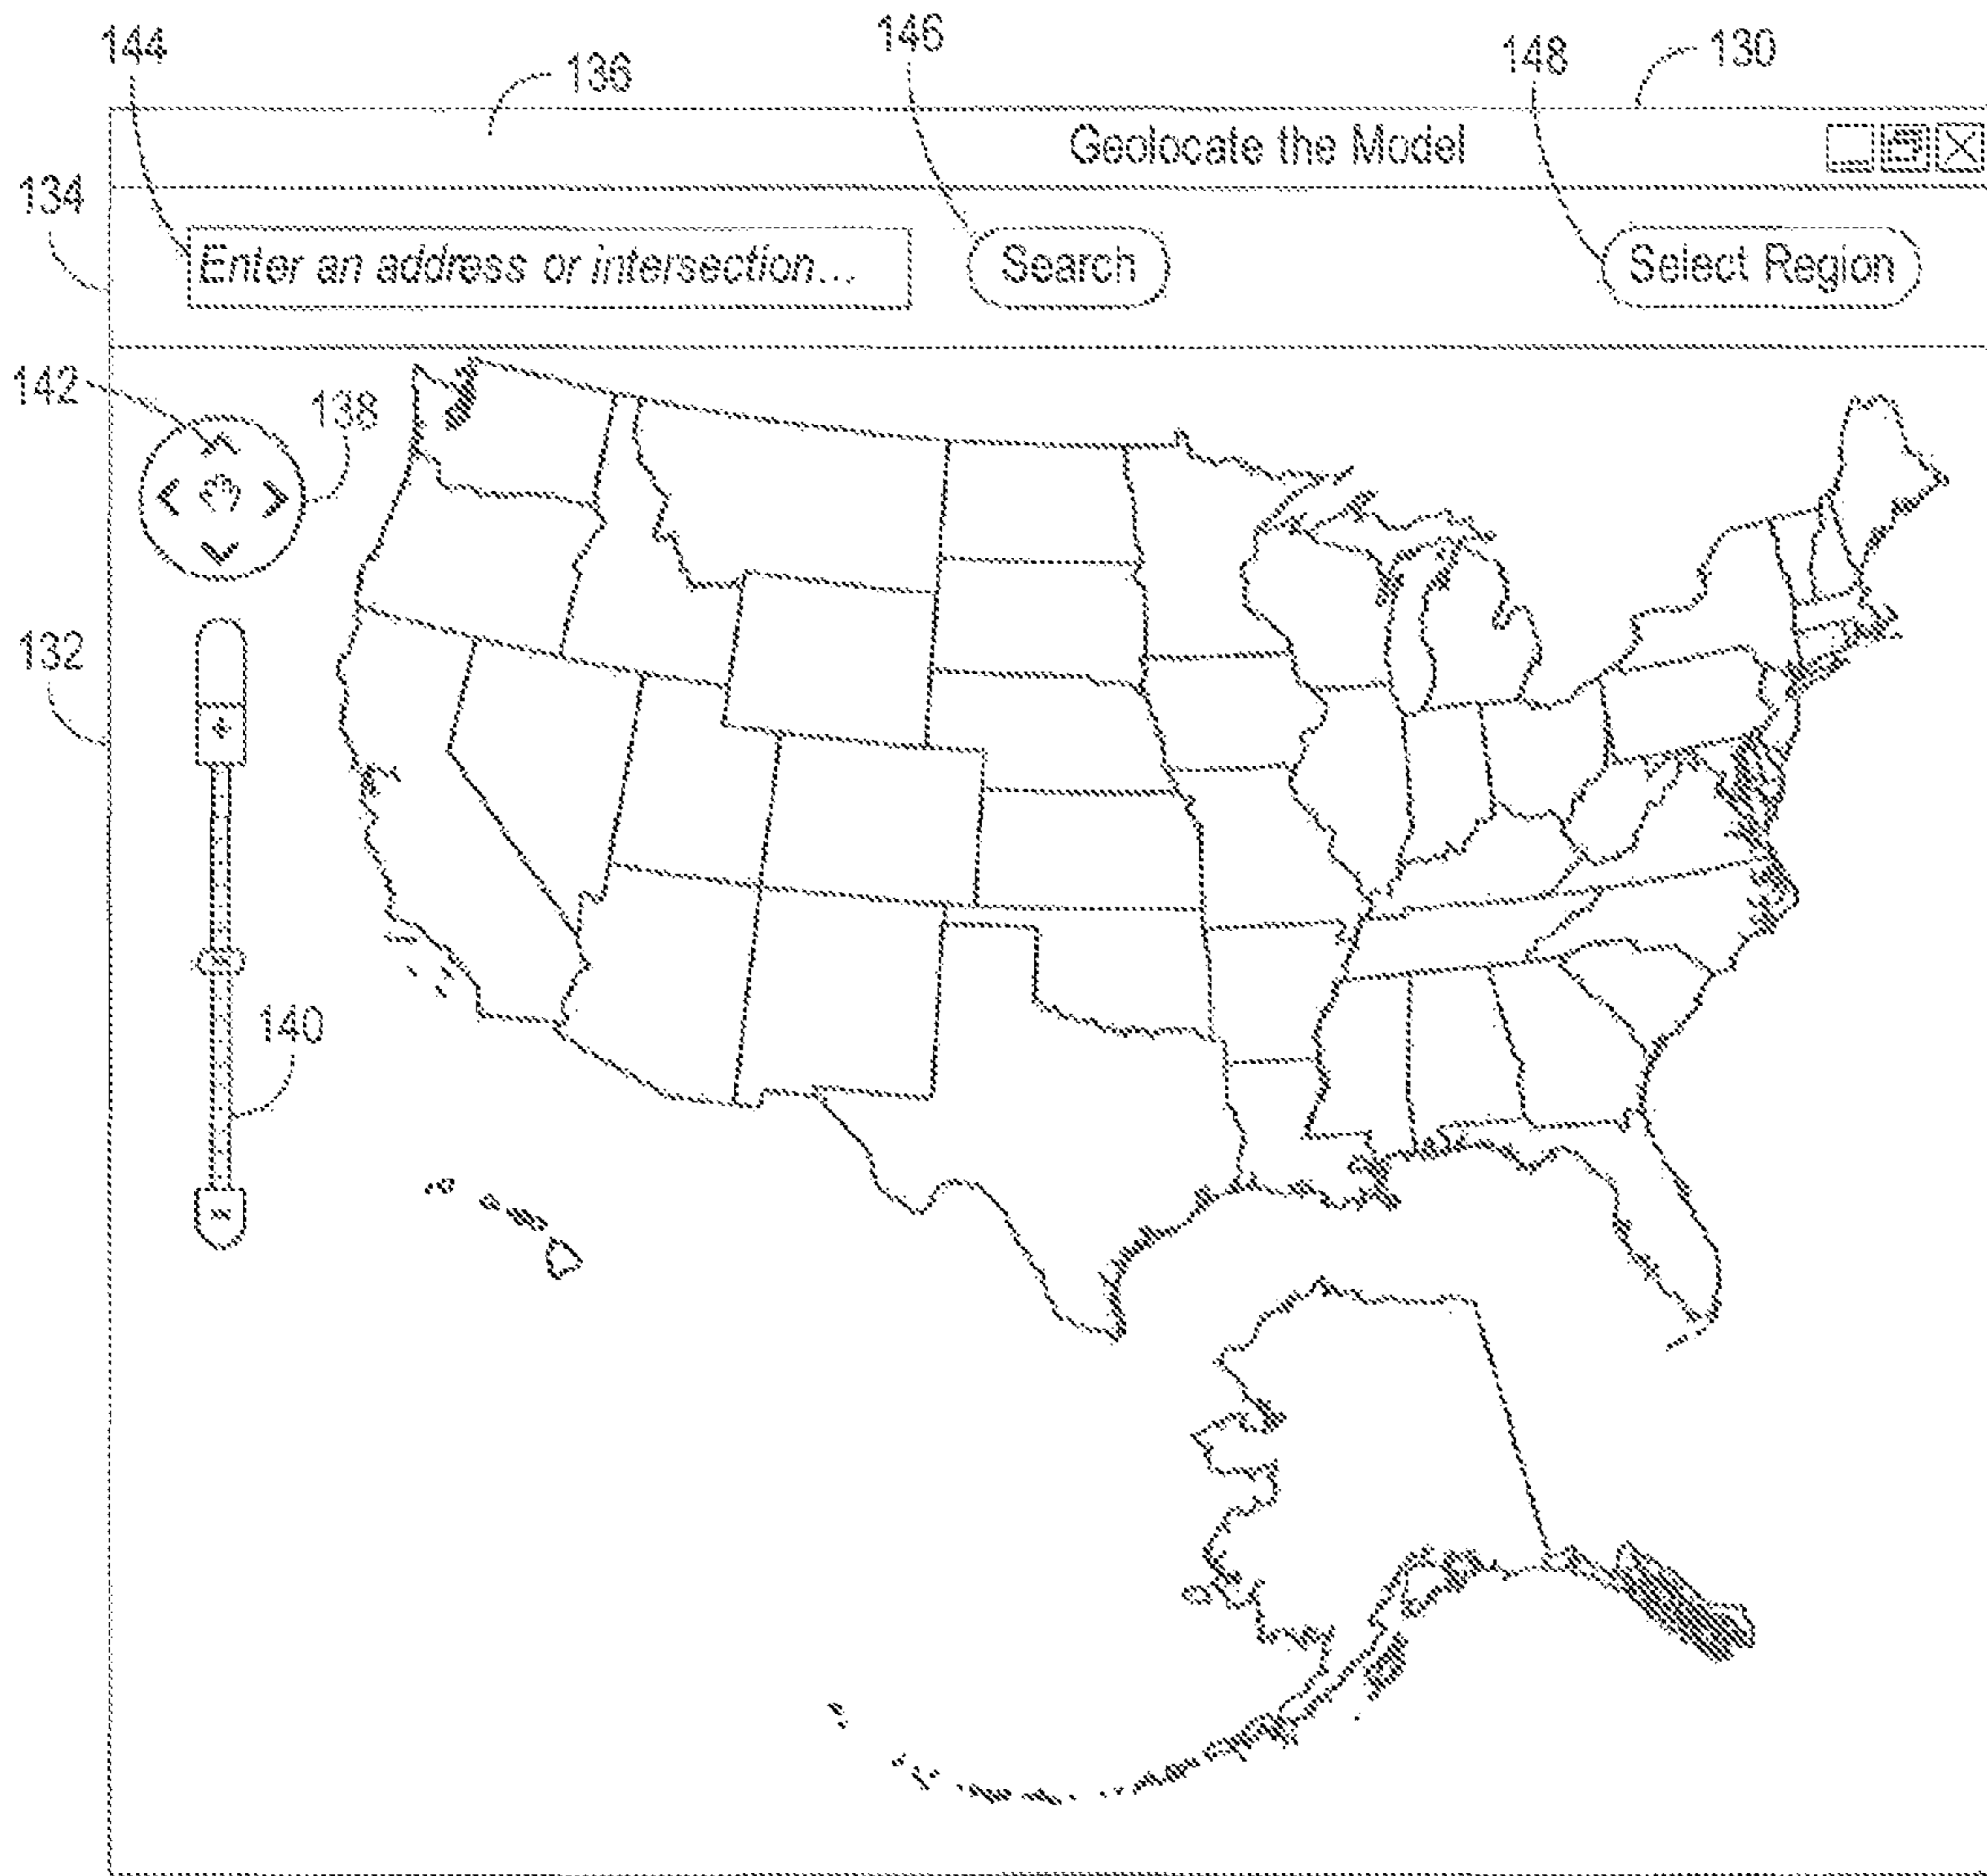 144
136
146
148
130
Geolocate the Model
134
Enter an address or intersection...
Search
Select Region
142
138
132
140